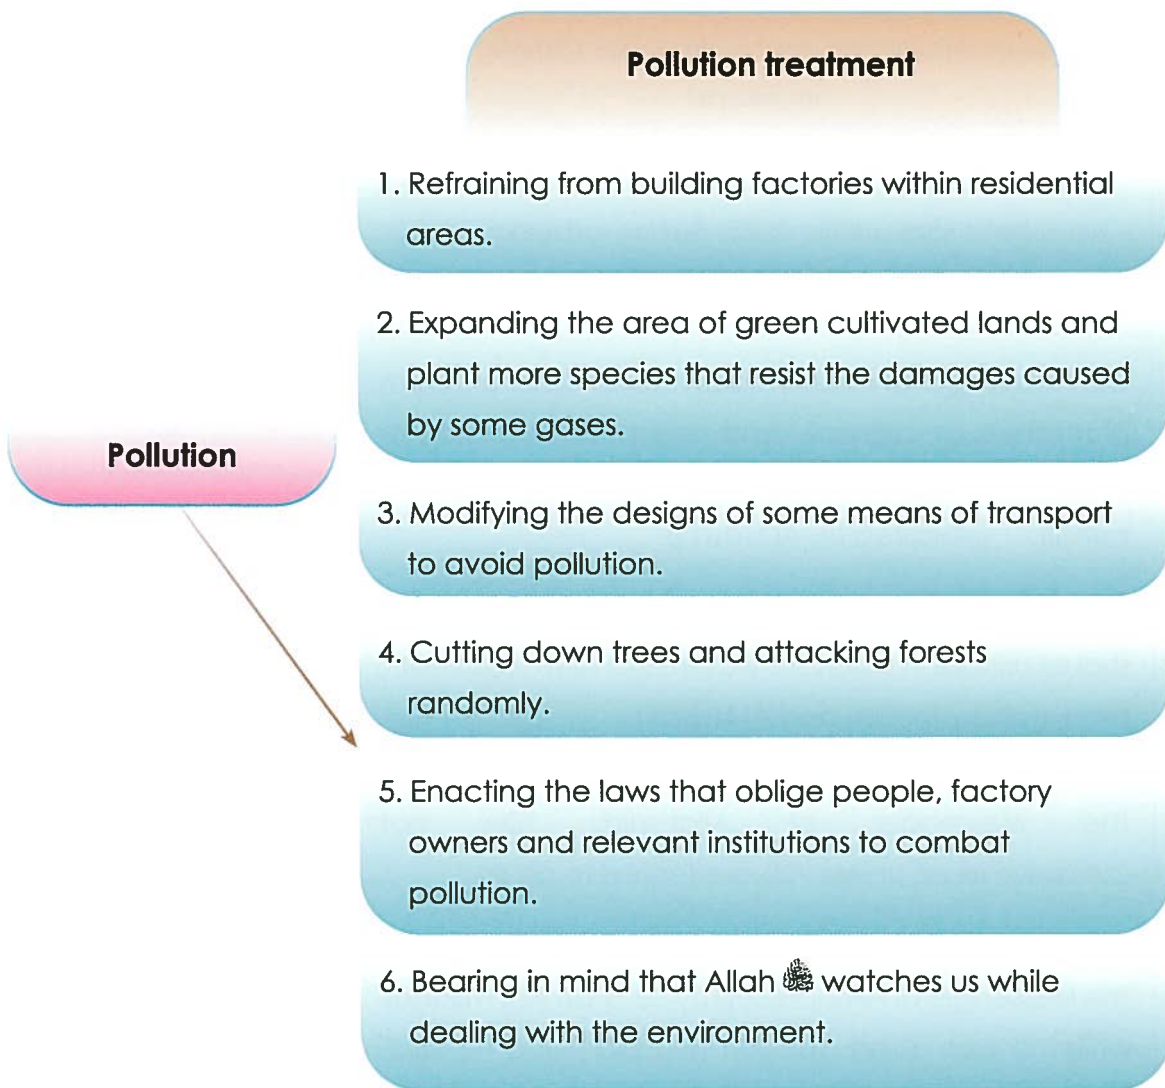 Pollution treatment
1. Refraining from building factories within residential
areas.
2. Expanding the area of green cultivated lands and
plant more species that resist the damages caused
by some gases.
Pollution
3. Modifying the designs of some means of transport
to avoid pollution.
4. Cutting down trees and attacking forests
randomly.
5. Enacting the laws that oblige people, factory
owners and relevant institutions to combat
pollution.
6. Bearing in mind that Allah watches us while
dealing with the environment.